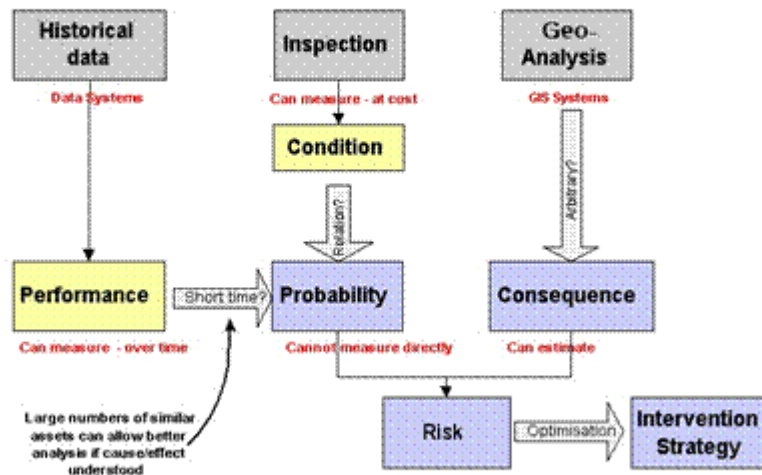 Historical
data
Inspection
Geo-
Analysis
Data Systems
Can measure - at cost
GIS Systems
Condition
Relation?
Arbitrary?
Performance
Short time?
Probability
Consequence
Can measure - over time
Cannot measure directly
Can estimate
Large numbers of similar
assets can allow better
analysis if cause/effect
understood
Risk
Optimisation
Intervention
Strategy